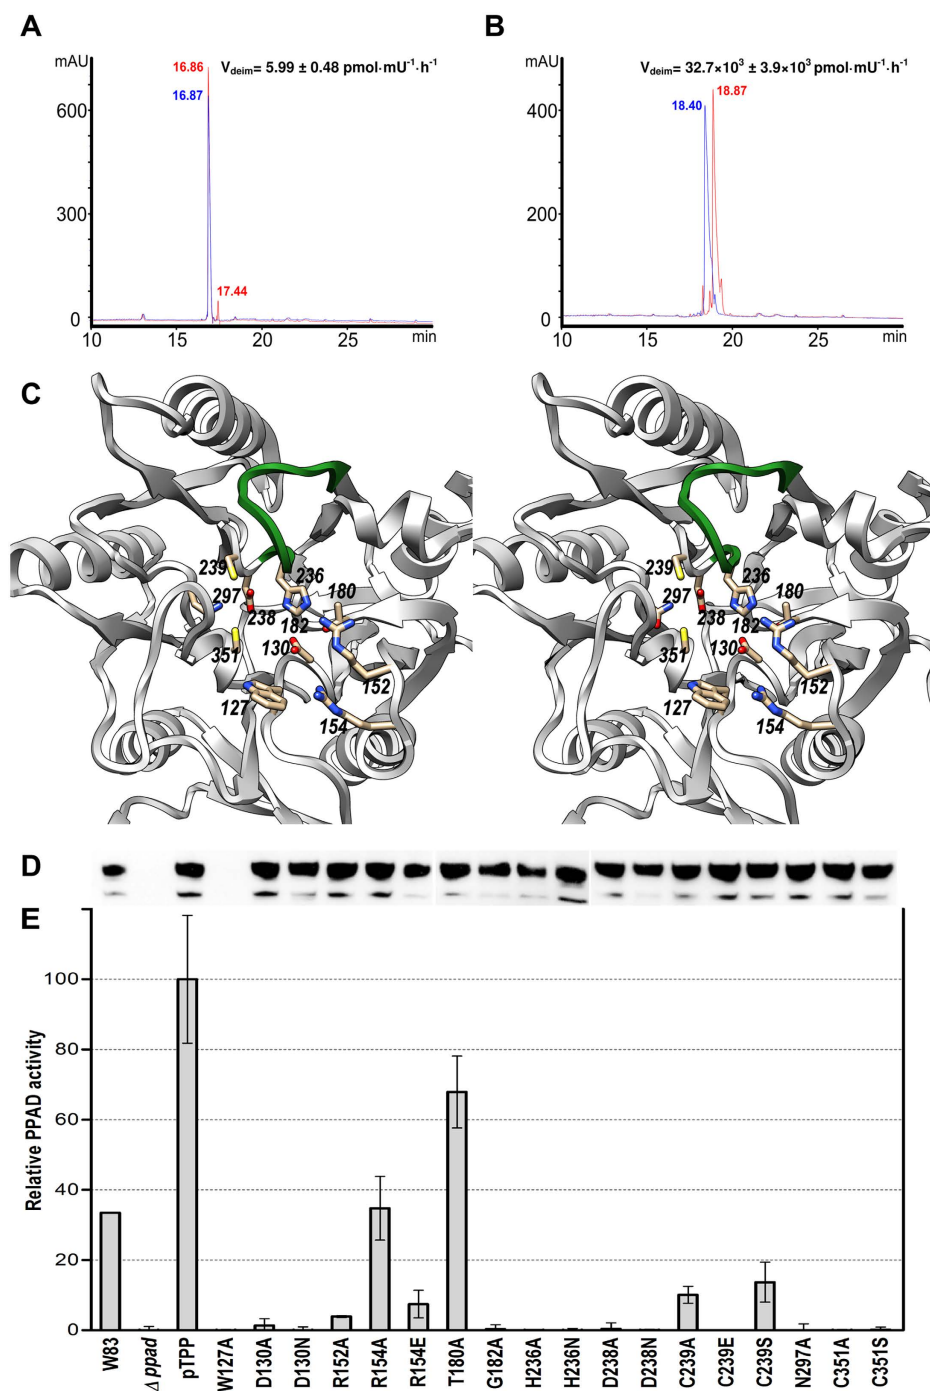 A
mAU
V_deim= 5.99 ± 0.48 pmol·mU⁻¹·h⁻¹
16.86
16.87
600
300
17.44
0
10 15 20 25 min
B
mAU
V_deim= 32.7×10³ ± 3.9×10³ pmol·mU⁻¹·h⁻¹
18.87
18.40
400
200
0
10 15 20 25 min
C
239
236
297
180
238
182
351
130
152
127
154
239
236
297
180
238
182
351
130
152
127
154
D
E
Relative PPAD activity
100
80
60
40
20
0
W83
Δ ppad
pTPP
W127A
D130A
D130N
R152A
R154A
R154E
T180A
G182A
H236A
H236N
D238A
D238N
C239A
C239E
C239S
N297A
C351A
C351S